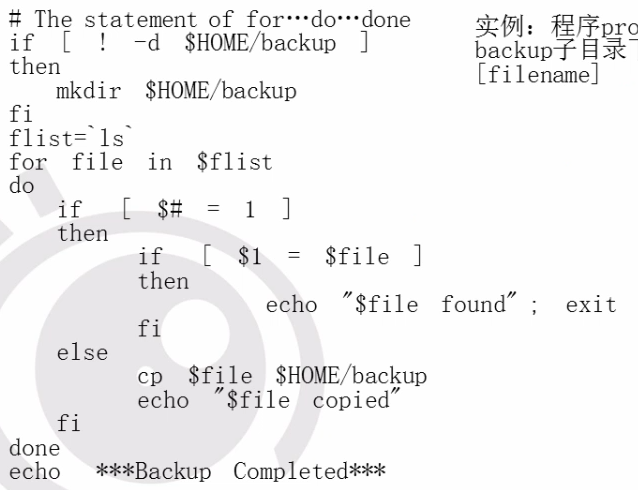 # The statement of for…do…done
if [ ! -d $HOME/backup ]
then
mkdir $HOME/backup
fi
flist=`ls`
for file in $flist
do
if [ $# = 1 ]
then
if [ $1 = $file ]
then
echo "$file found" ; exit
fi
else
cp $file $HOME/backup
echo "$file copied"
fi
done
echo ***Backup Completed***
实例：程序pro
backup子目录
[filename]